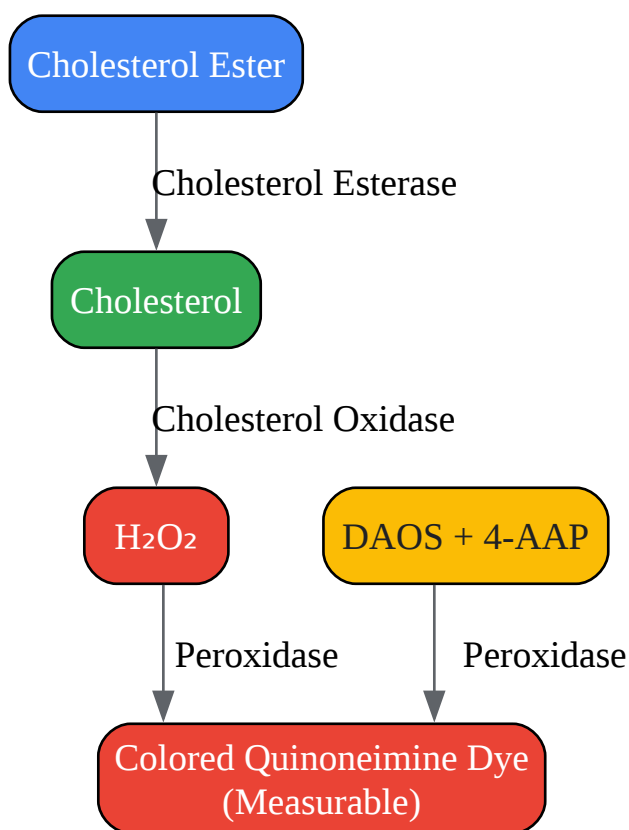 Cholesterol Ester
Cholesterol Esterase
Cholesterol
Cholesterol Oxidase
H₂O₂
DAOS + 4-AAP
Peroxidase
Peroxidase
Colored Quinoneimine Dye
(Measurable)